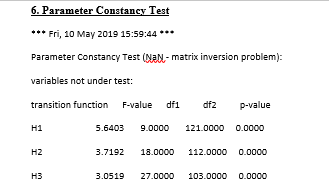 6. Parameter Constancy Test
*** Fri, 10 May 2019 15:59:44 ***
Parameter Constancy Test (NaN - matrix inversion problem):
variables not under test:
transition function F-value df1 df2 p-value
H1 5.6403 9.0000 121.0000 0.0000
H2 3.7192 18.0000 112.0000 0.0000
H3 3.0519 27.0000 103.0000 0.0000